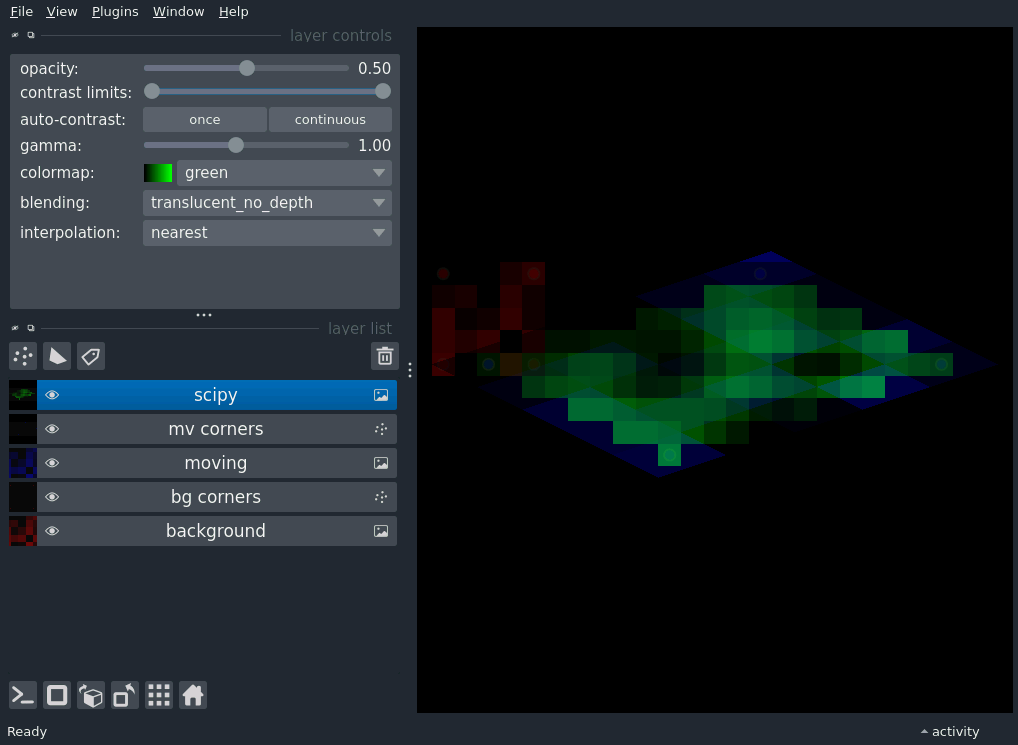 File View Plugins Window Help
layer controls
opacity: 0.50
contrast limits:
auto-contrast: once continuous
gamma: 1.00
colormap: green
blending: translucent_no_depth
interpolation: nearest
layer list
scipy
mv corners
moving
bg corners
background
Ready activity